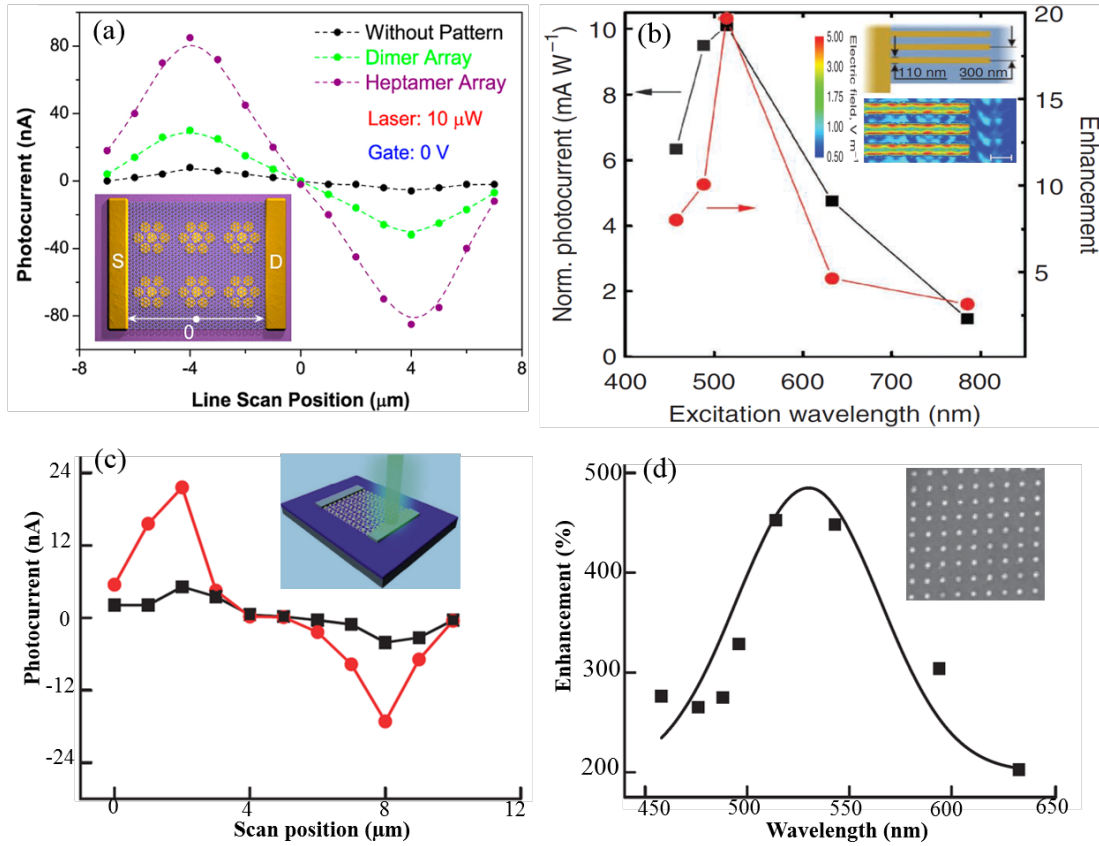 (a)
Without Pattern
Dimer Array
Heptamer Array
Laser: 10 μW
Gate: 0 V
Photocurrent (nA)
80
40
0
-40
-80
S
D
0
-8
-4
0
4
8
Line Scan Position (μm)
(b)
Norm. photocurrent (mA W⁻¹)
10
8
6
4
2
0
5.00
3.00
1.75
1.25
0.50
Electric field, V m⁻¹
110 nm
300 nm
20
15
10
5
Enhancement
400
500
600
700
800
Excitation wavelength (nm)
(c)
Photocurrent (nA)
24
12
0
-12
-24
0
4
8
12
Scan position (μm)
(d)
Enhancement (%)
500
400
300
200
450
500
550
600
650
Wavelength (nm)